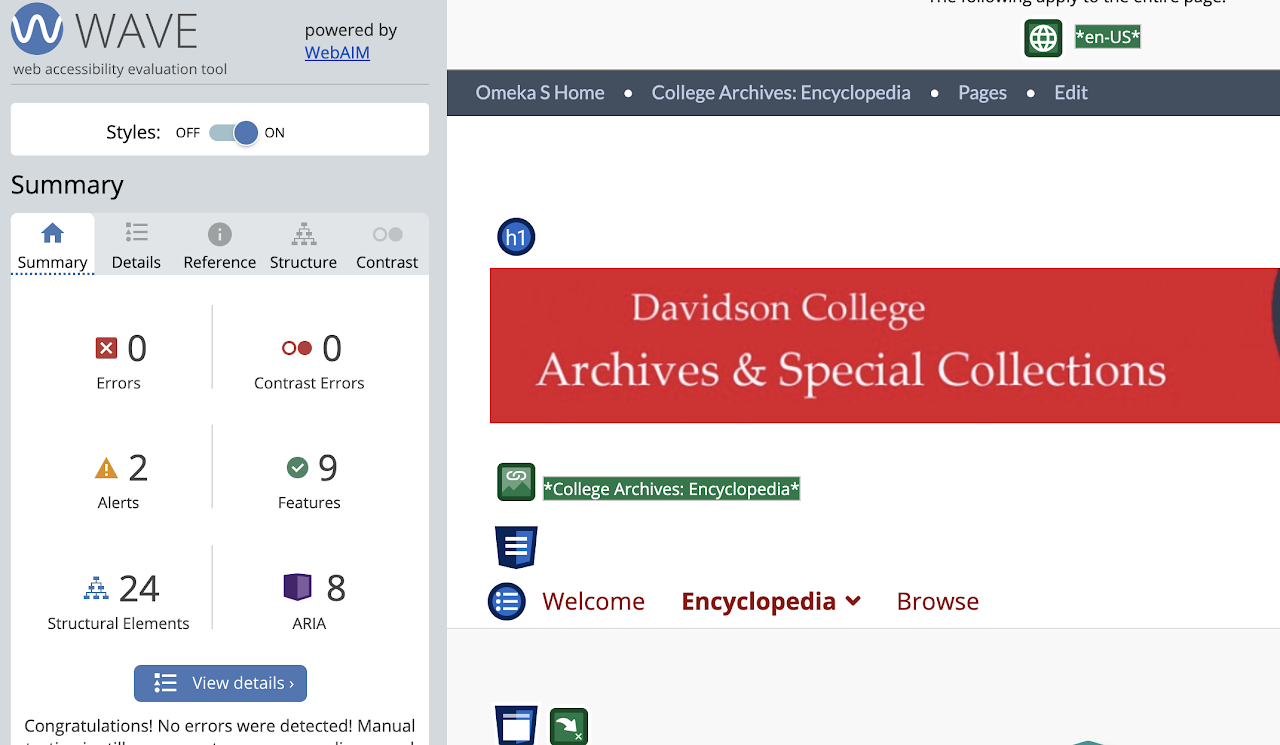 WAVE
powered by
WebAIM
web accessibility evaluation tool
Styles: OFF ON
Summary
Summary Details Reference Structure Contrast
0 Errors
0 Contrast Errors
2 Alerts
9 Features
24 Structural Elements
8 ARIA
View details ›
Congratulations! No errors were detected! Manual
The following apply to the entire page:
*en-US*
Omeka S Home • College Archives: Encyclopedia • Pages • Edit
h1
Davidson College
Archives & Special Collections
*College Archives: Encyclopedia*
Welcome Encyclopedia Browse